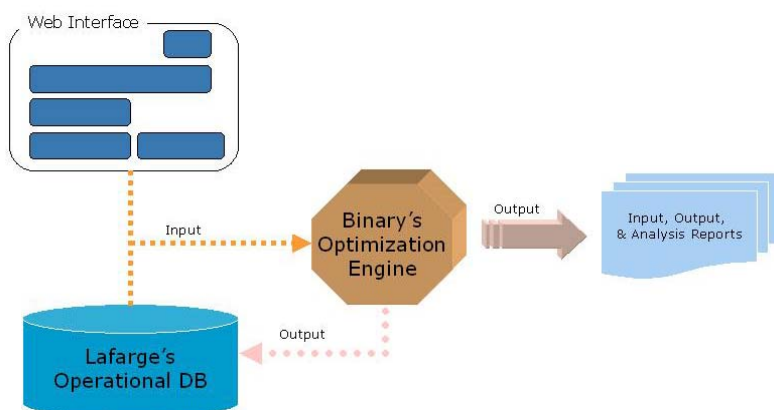 Web Interface
Input
Binary's
Optimization
Engine
Output
Input, Output,
& Analysis Reports
Output
Lafarge's
Operational DB